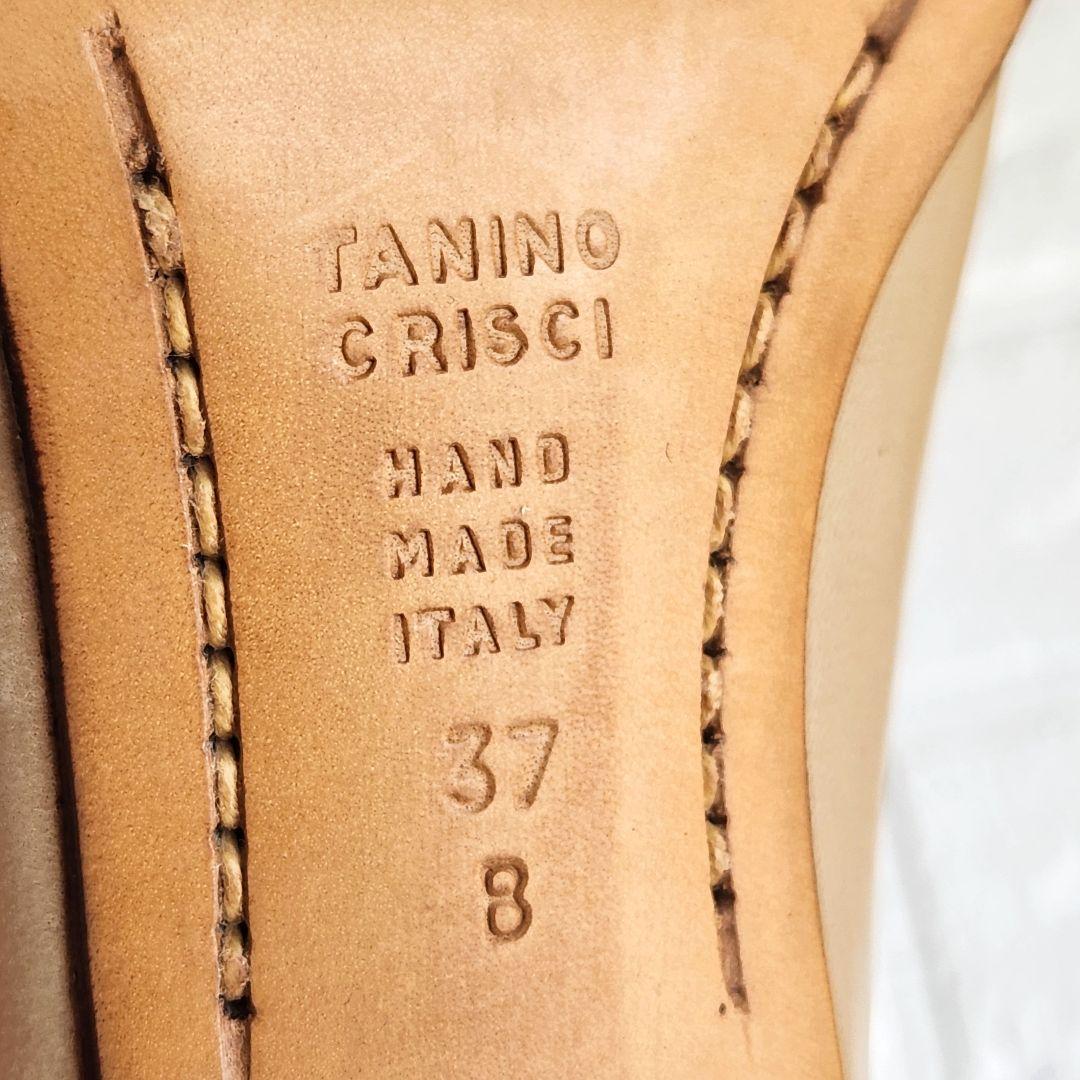 TANINO
CRISCI
HAND
MADE
ITALY
37
8